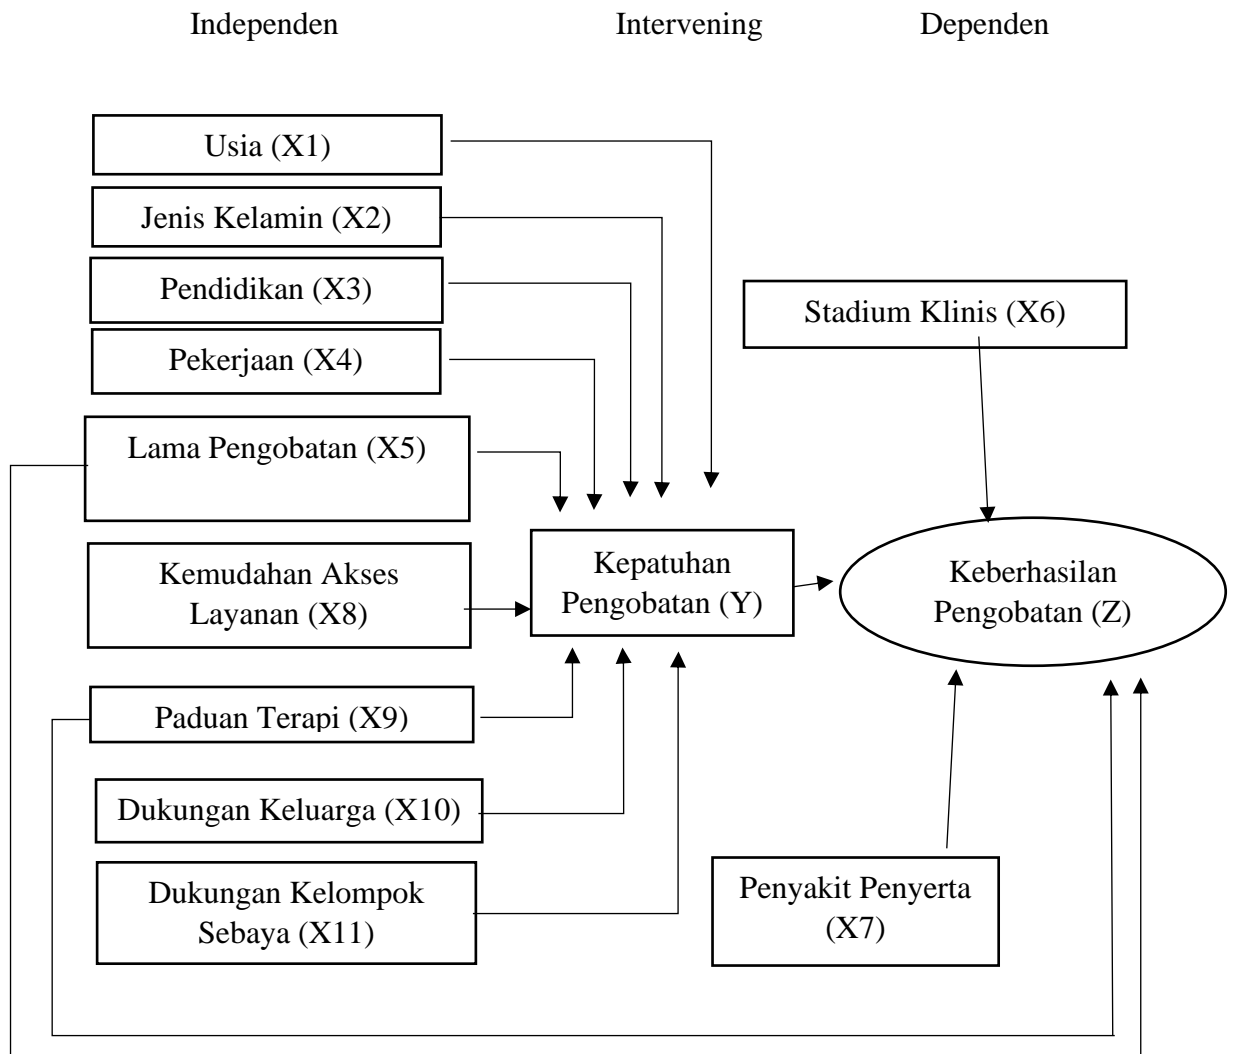 Independen
Intervening
Dependen
Usia (X1)
Jenis Kelamin (X2)
Pendidikan (X3)
Stadium Klinis (X6)
Pekerjaan (X4)
Lama Pengobatan (X5)
Kemudahan Akses
Layanan (X8)
Kepatuhan
Pengobatan (Y)
Keberhasilan
Pengobatan (Z)
Paduan Terapi (X9)
Dukungan Keluarga (X10)
Dukungan Kelompok
Sebaya (X11)
Penyakit Penyerta
(X7)